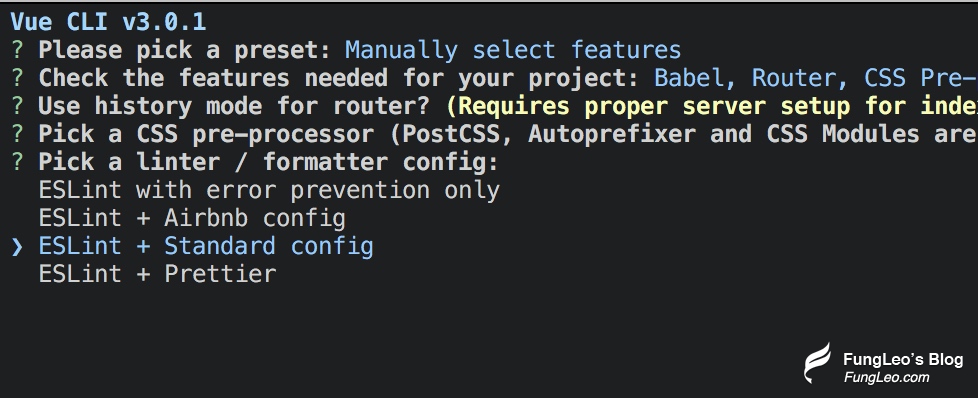 Vue CLI v3.0.1
? Please pick a preset: Manually select features
? Check the features needed for your project: Babel, Router, CSS Pre-
? Use history mode for router? (Requires proper server setup for inde
? Pick a CSS pre-processor (PostCSS, Autoprefixer and CSS Modules are
? Pick a linter / formatter config:
ESLint with error prevention only
ESLint + Airbnb config
❯ ESLint + Standard config
ESLint + Prettier
FungLeo's Blog
FungLeo.com